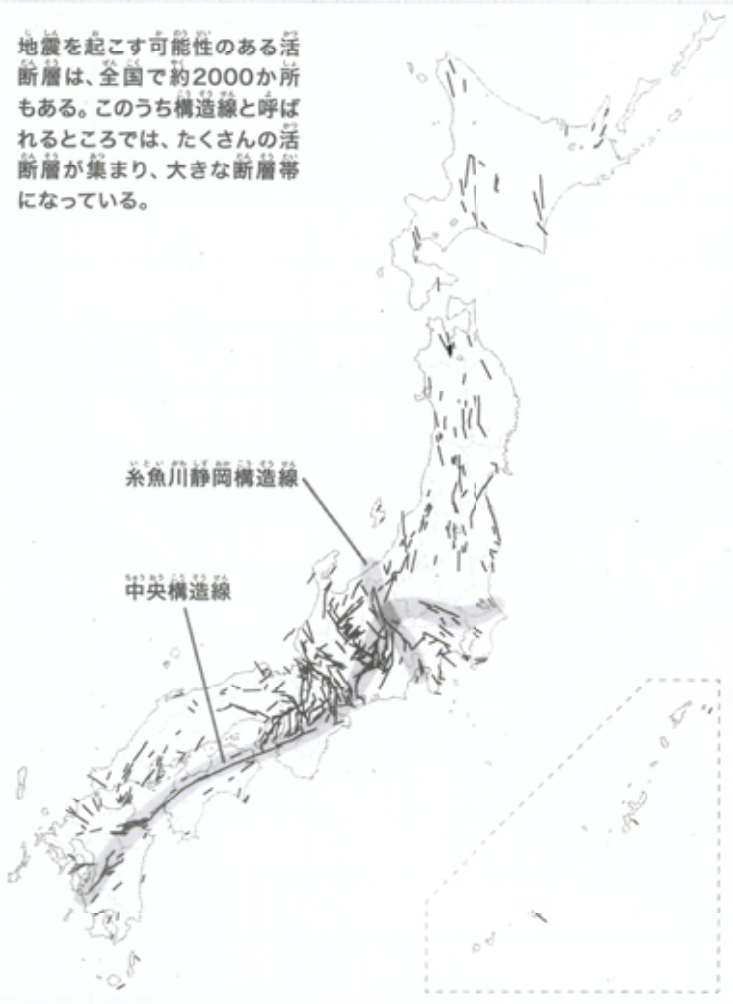 地震を起こす可能性のある活
断層は、全国で約2000か所
もある。このうち構造線と呼ば
れるところでは、たくさんの活
断層が集まり、大きな断層帯
になっている。
糸魚川静岡構造線
中央構造線